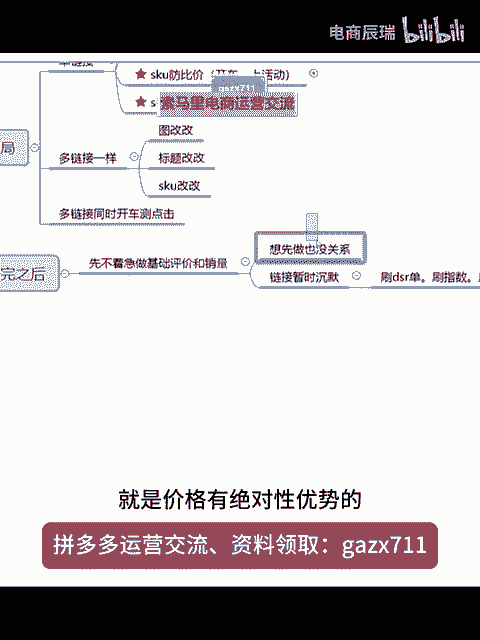 电商辰瑞 bilibili
单链接
★ sku防比价（开车、上活动）
gazx711
★ s
素马里电商运营交流
局
图改改
多链接一样
标题改改
sku改改
多链接同时开车测点击
想先做也没关系
完之后
先不着急做基础评价和销量
链接暂时沉默
刷dsr单。刷指数。
就是价格有绝对性优势的
拼多多运营交流、资料领取：gazx711